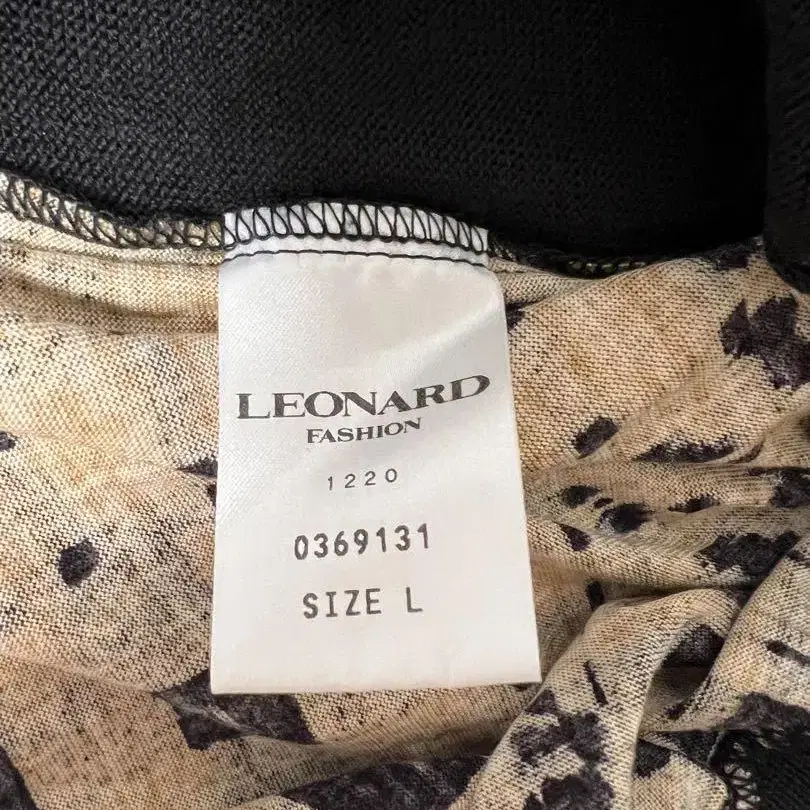 LEONARD
FASHION
1220
0369131
SIZE L